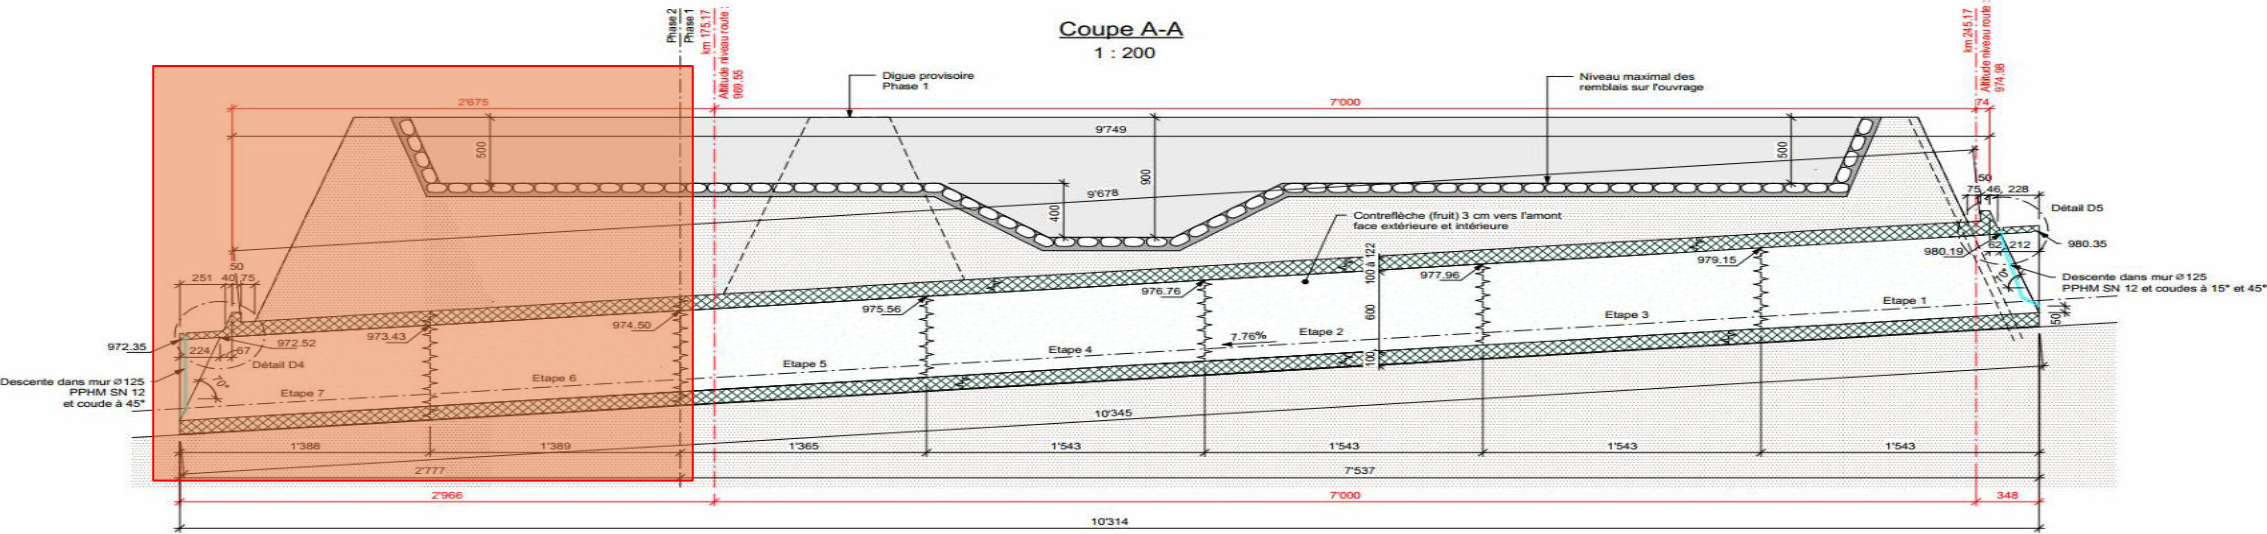 Coupe A-A
1 : 200
Phase 2
Phase 1
km 175.17
Altitude niveau route :
969.55
km 245.17
Altitude niveau route :
974.98
Digue provisoire
Phase 1
Niveau maximal des
remblais sur l'ouvrage
2'675
7'000
74
9'749
500
900
500
9'678
400
50
75 46 228
Détail D5
Contreflèche (fruit) 3 cm vers l'amont
face extérieure et intérieure
980.19
62 212
980.35
979.15
977.96
100 à 122
976.76
50
251 40 75
975.56
974.50
973.43
972.52
972.35
224 67
Détail D4
70°
70°
Descente dans mur Ø125
PPHM SN 12 et coudes à 15° et 45°
50
Etape 1
Etape 3
600
7.76%
Etape 2
Etape 4
100
Etape 5
Etape 6
Etape 7
Descente dans mur Ø125
PPHM SN 12
et coude à 45°
10'345
1'388
1'389
1'365
1'543
1'543
1'543
1'543
2'777
7'537
2'966
7'000
348
10'314